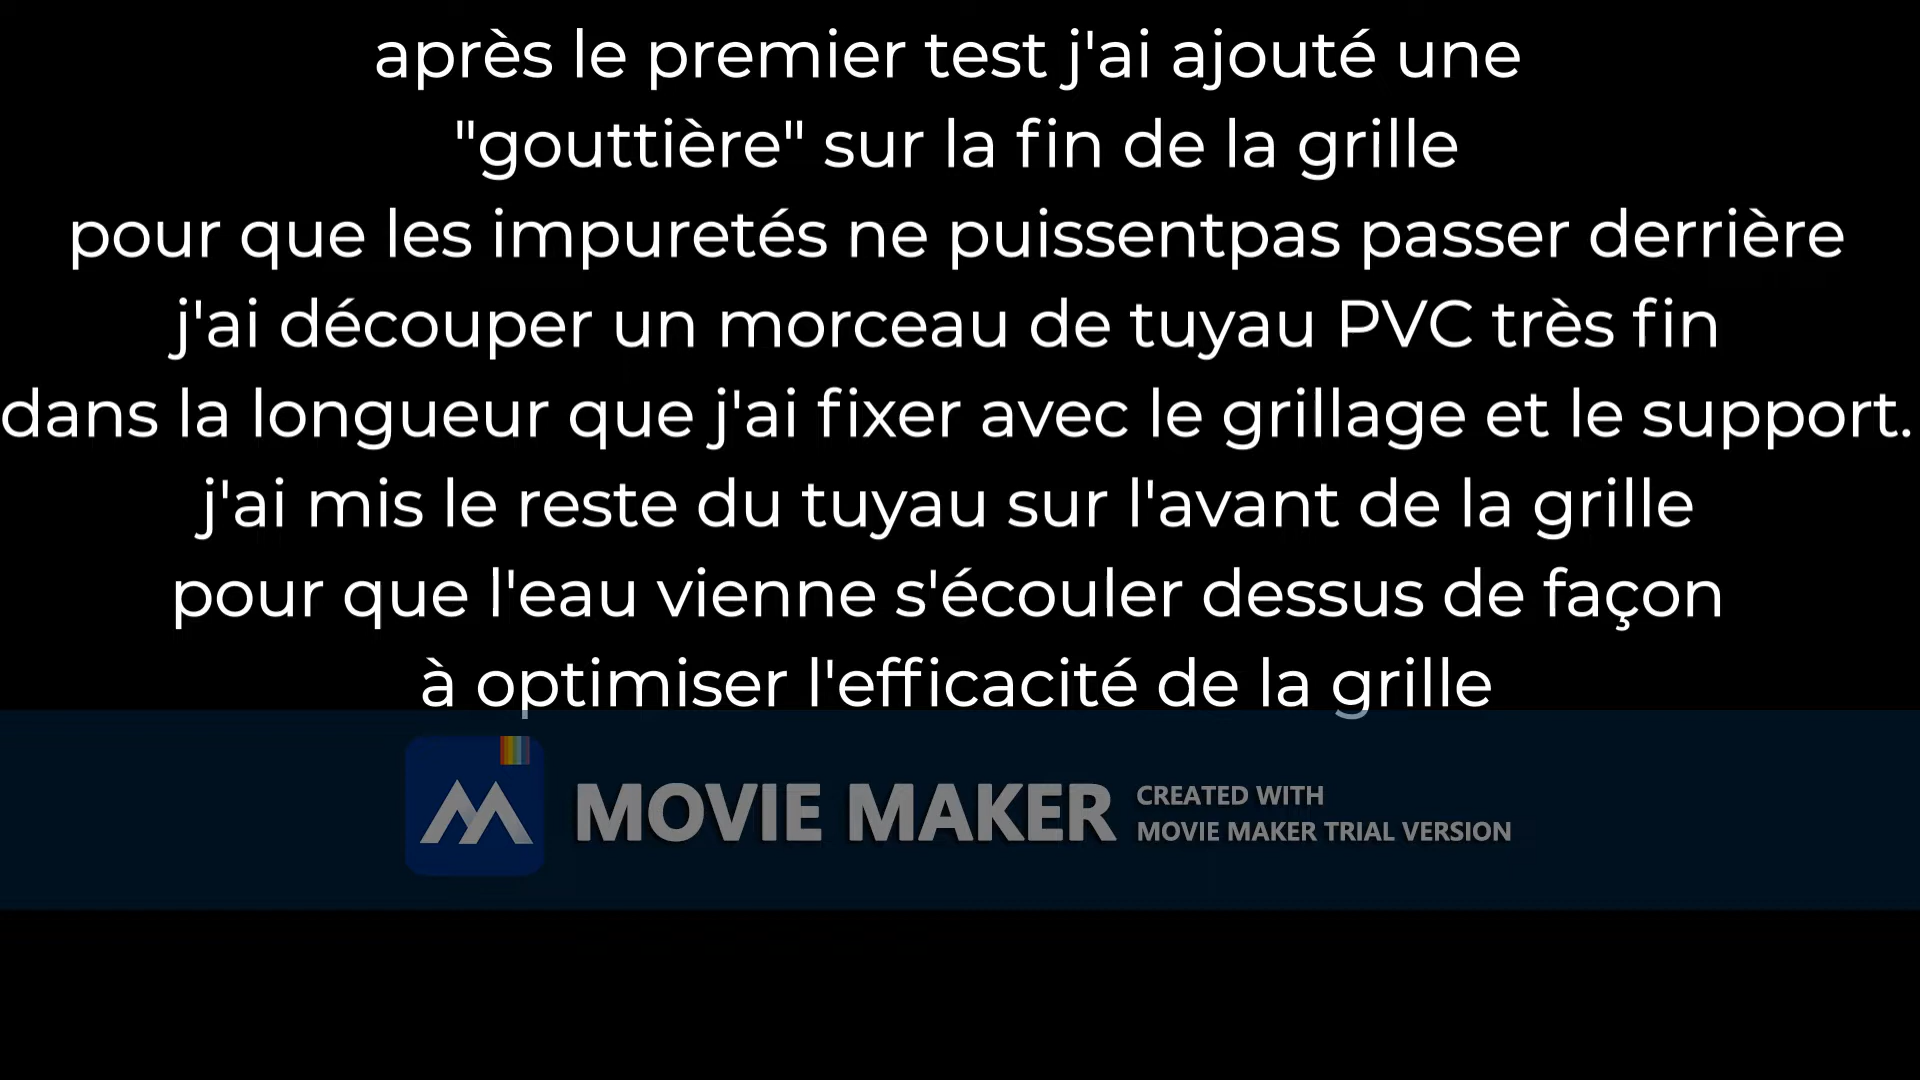 après le premier test j'ai ajouté une
"gouttière" sur la fin de la grille
pour que les impuretés ne puissentpas passer derrière
j'ai découper un morceau de tuyau PVC très fin
dans la longueur que j'ai fixer avec le grillage et le support.
j'ai mis le reste du tuyau sur l'avant de la grille
pour que l'eau vienne s'écouler dessus de façon
à optimiser l'efficacité de la grille
MOVIE MAKER
CREATED WITH
MOVIE MAKER TRIAL VERSION